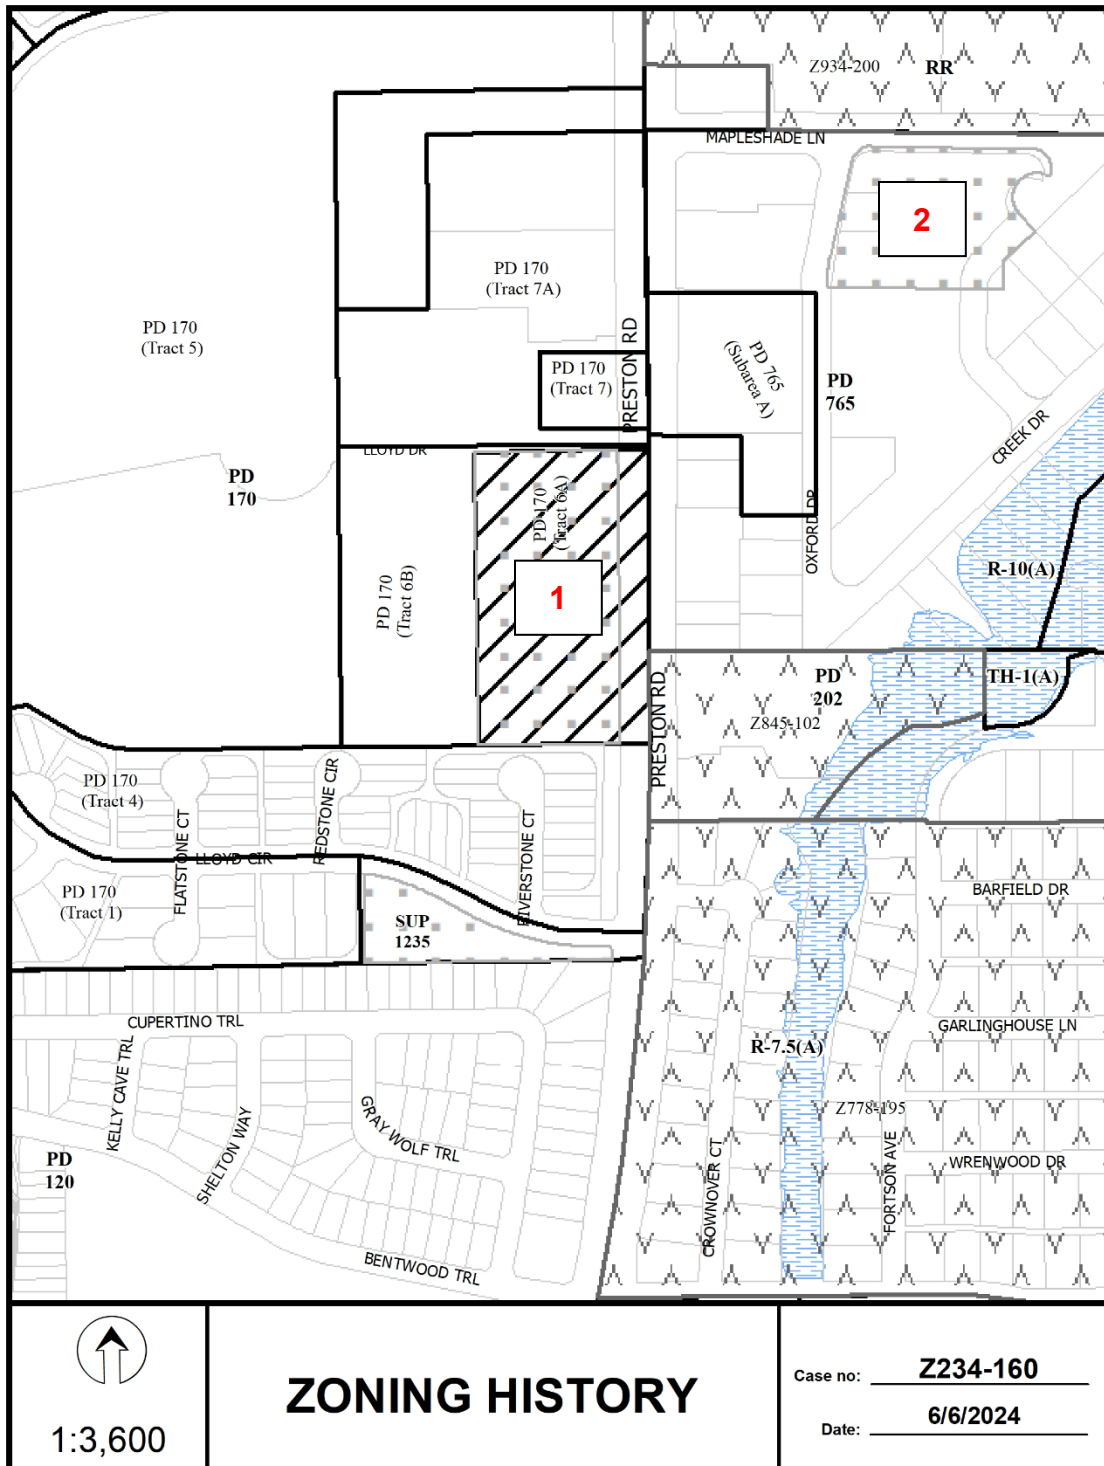 Z934-200
RR
MAPLESHADE LN
2
PD 170
(Tract 7A)
PD 170
(Tract 5)
PRESTON RD
PD 170
(Tract 7)
PD 765
(Subarea A)
PD
765
CREEK DR
LLOYD DR
PD
170
PD 170
(Tract 6A)
OXFORD DR
R-10(A)
PD 170
(Tract 6B)
1
PD
202
TH-1(A)
Z845-102
PRESTON RD
PD 170
(Tract 4)
FLATSTONE CT
REDSTONE CIR
RIVERSTONE CT
LLOYD CIR
PD 170
(Tract 1)
SUP
1235
BARFIELD DR
CUPERTINO TRL
KELLY CAVE TRL
GARLINGHOUSE LN
R-7.5(A)
Z778-195
SHELTON WAY
GRAY WOLF TRL
PD
120
CROWNOVER CT
FORTSON AVE
WRENWOOD DR
BENTWOOD TRL
1:3,600
ZONING HISTORY
Case no: Z234-160
Date: 6/6/2024